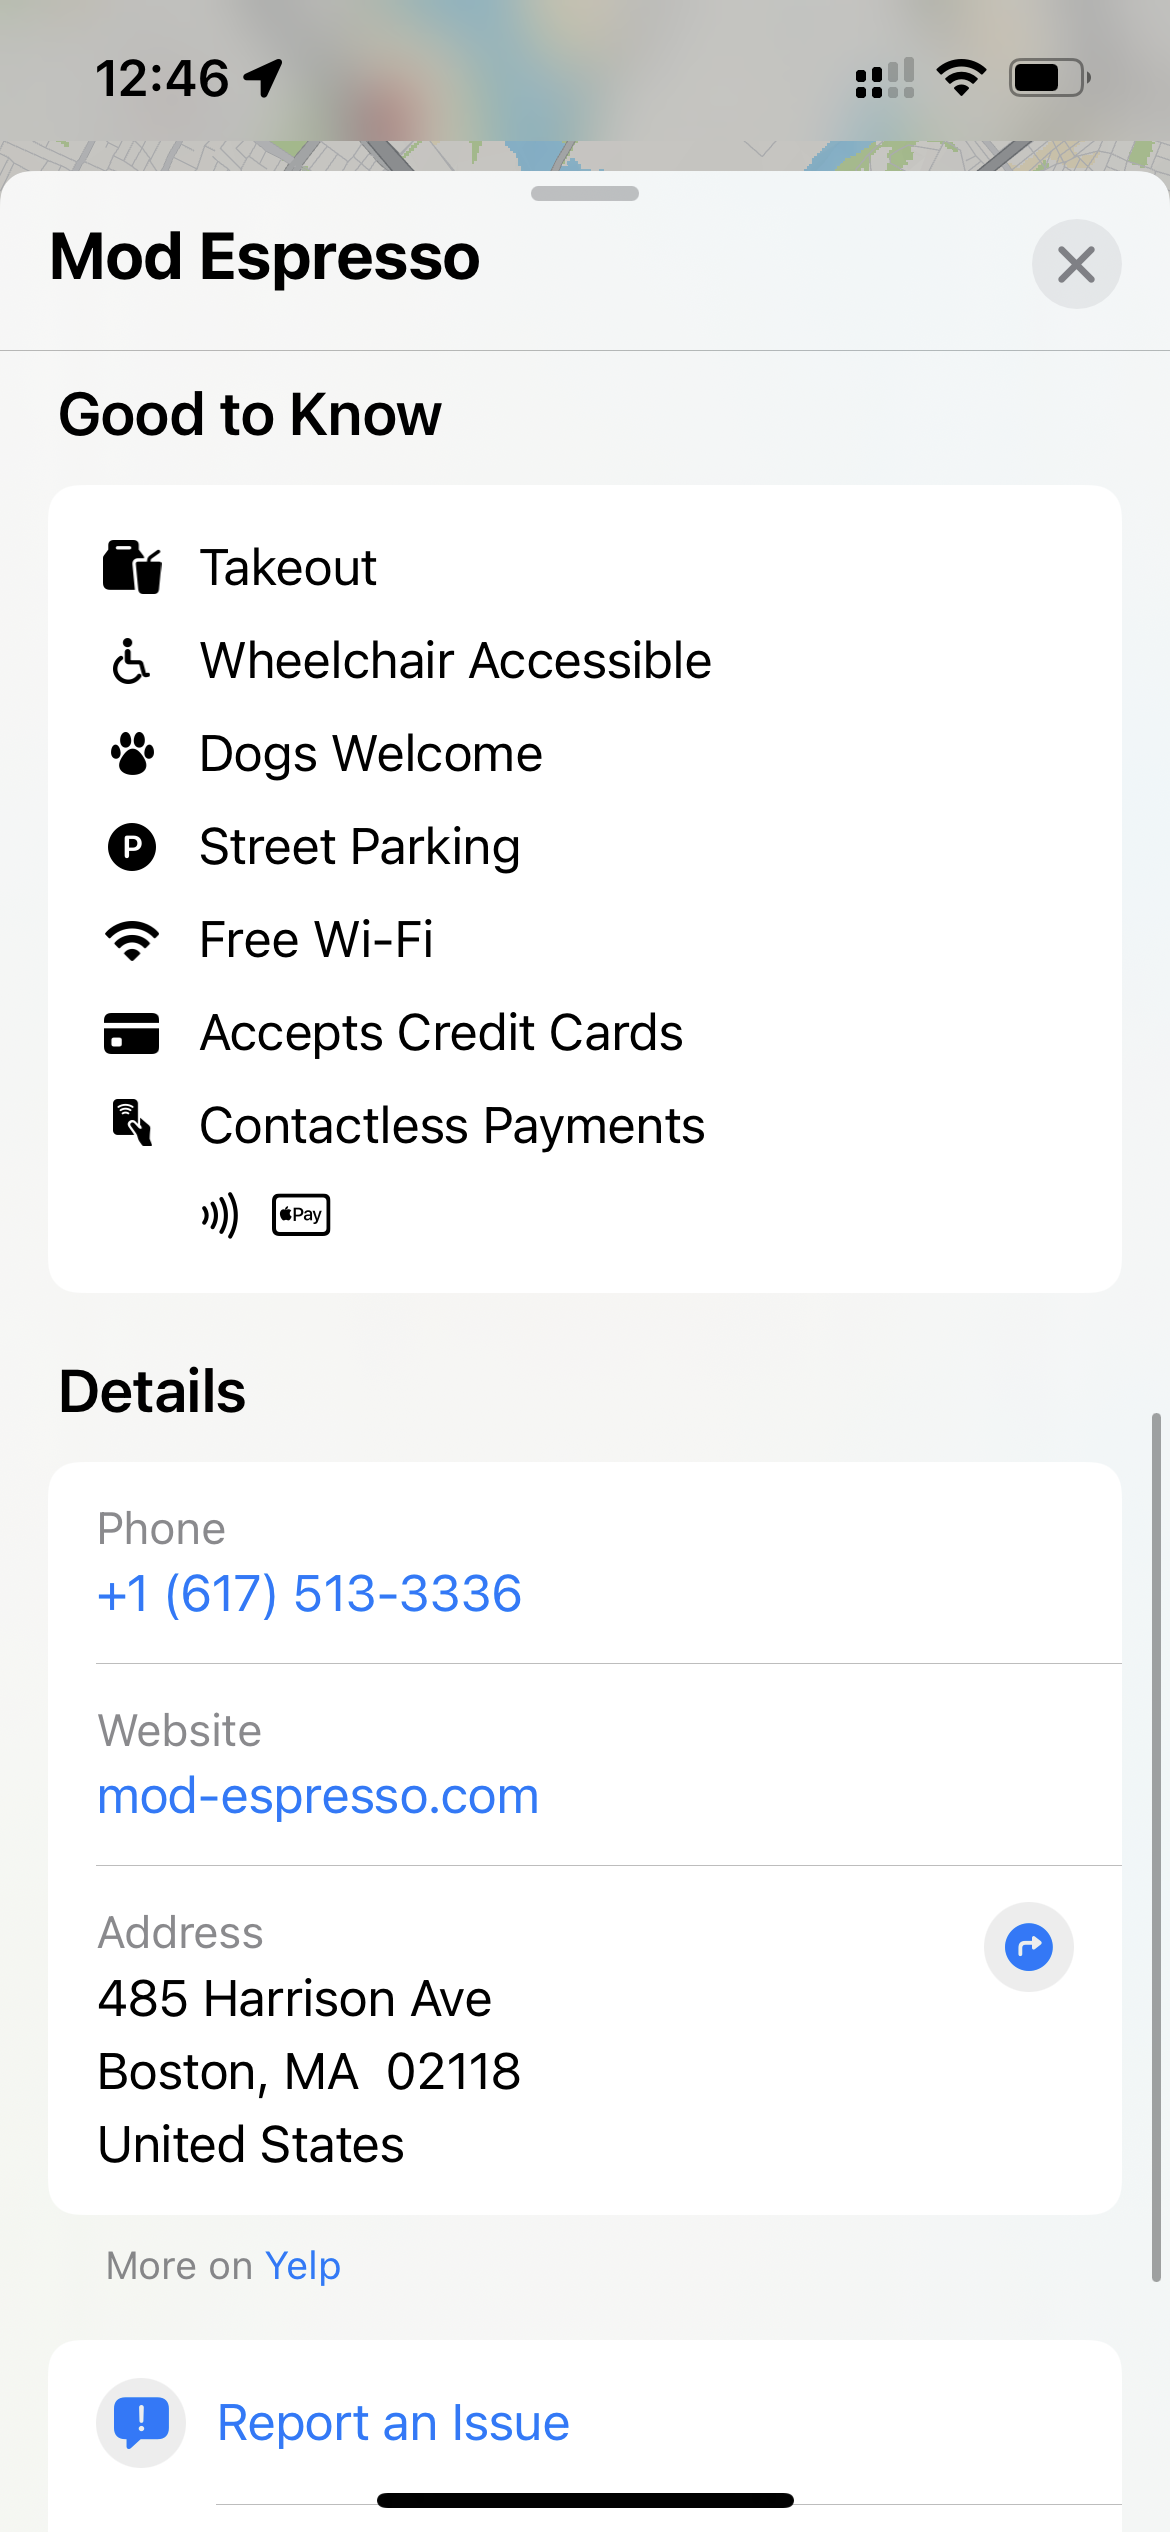 12:46
Mod Espresso
Good to Know
Takeout
Wheelchair Accessible
Dogs Welcome
P
Street Parking
Free Wi-Fi
Accepts Credit Cards
Contactless Payments
Pay
Details
Phone
+1 (617) 513-3336
Website
mod-espresso.com
Address
485 Harrison Ave
Boston, MA  02118
United States
More on Yelp
Report an Issue